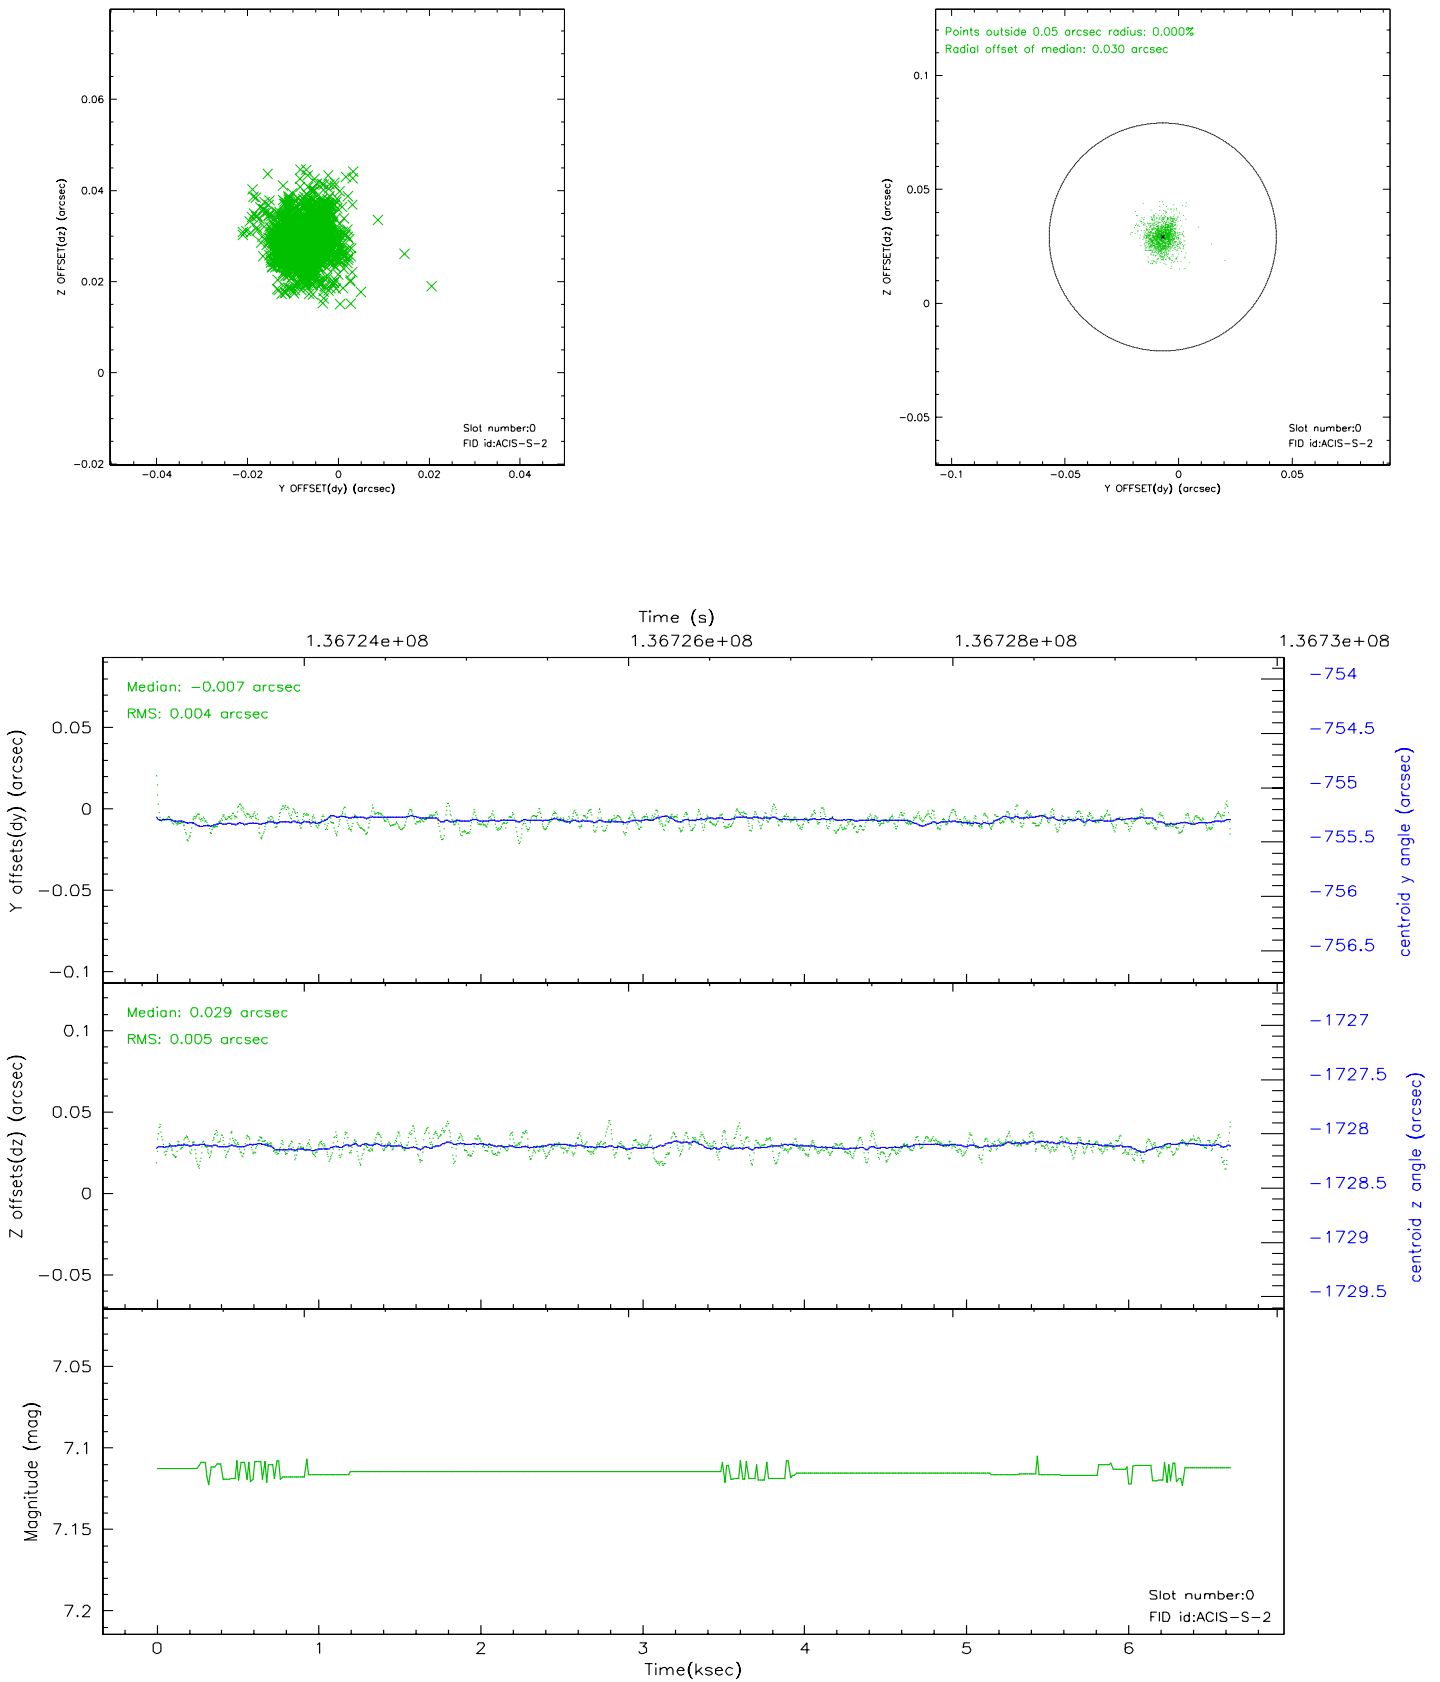 0.06
0.04
0.02
0
-0.02
-0.04
-0.02
0
0.02
0.04
Z OFFSET(dz) (arcsec)
Y OFFSET(dy) (arcsec)
Slot number:0
FID id:ACIS-S-2
Points outside 0.05 arcsec radius: 0.000%
Radial offset of median: 0.030 arcsec
0.1
0.05
0
-0.05
-0.1
-0.05
0
0.05
Z OFFSET(dz) (arcsec)
Y OFFSET(dy) (arcsec)
Slot number:0
FID id:ACIS-S-2
Time (s)
1.36724e+08
1.36726e+08
1.36728e+08
1.3673e+08
Median: -0.007 arcsec
RMS: 0.004 arcsec
0.05
0
-0.05
-0.1
Y offsets(dy) (arcsec)
-754
-754.5
-755
-755.5
-756
-756.5
centroid y angle (arcsec)
Median: 0.029 arcsec
RMS: 0.005 arcsec
0.1
0.05
0
-0.05
Z offsets(dz) (arcsec)
-1727
-1727.5
-1728
-1728.5
-1729
-1729.5
centroid z angle (arcsec)
7.05
7.1
7.15
7.2
Magnitude (mag)
Slot number:0
FID id:ACIS-S-2
0
1
2
3
4
5
6
Time(ksec)